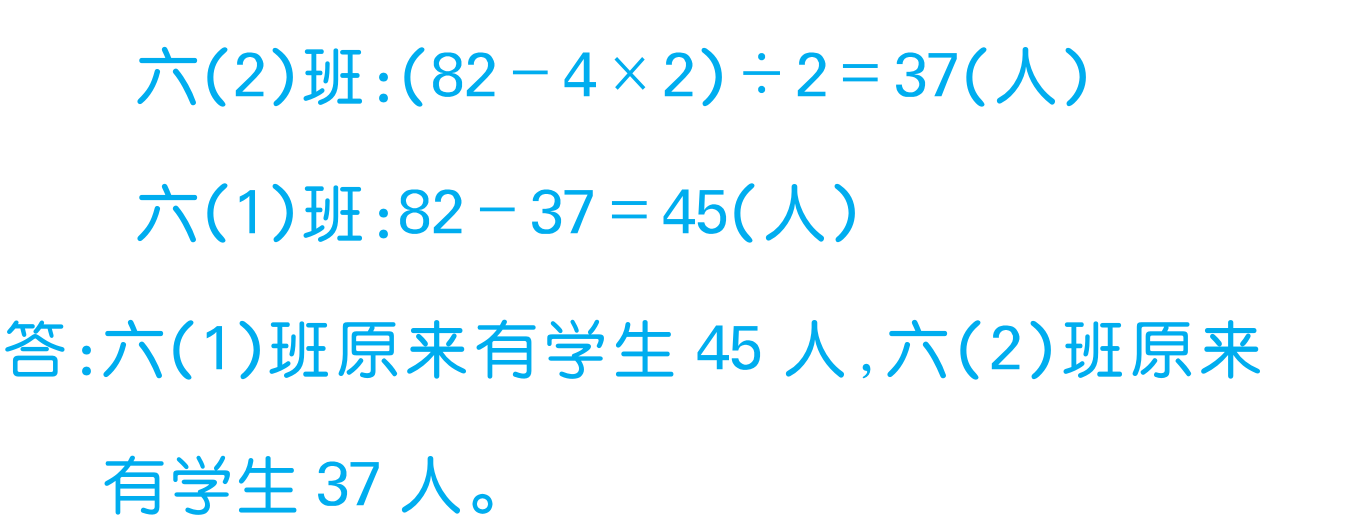 六(2)班:(82－4×2)÷2＝37(人)
六(1)班:82－37＝45(人)
答:六(1)班原来有学生 45 人,六(2)班原来
有学生 37 人。